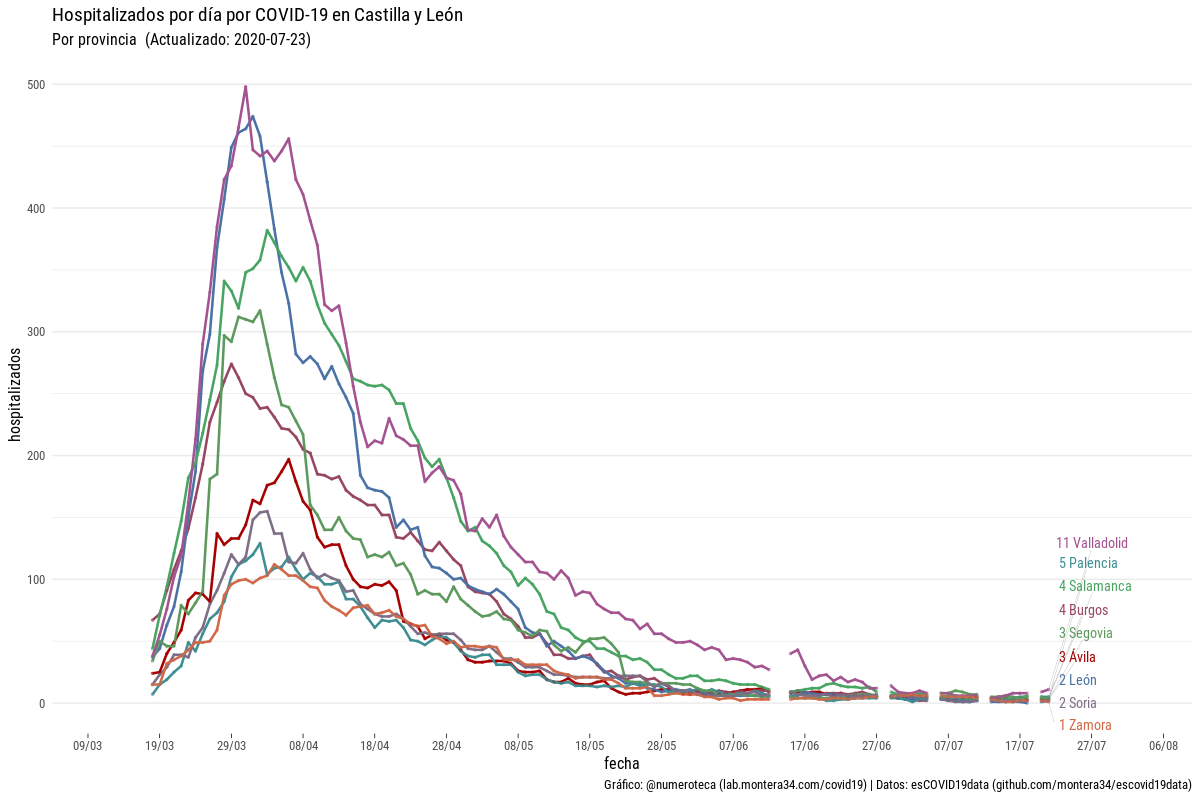 Hospitalizados por día por COVID-19 en Castilla y León
Por provincia (Actualizado: 2020-07-23)
500
400
300
200
100
0
hospitalizados
11 Valladolid
5 Palencia
4 Salamanca
4 Burgos
3 Segovia
3 Ávila
2 León
2 Soria
1 Zamora
09/03 19/03 29/03 08/04 18/04 28/04 08/05 18/05 28/05 07/06 17/06 27/06 07/07 17/07 27/07 06/08
fecha
Gráfico: @numeroteca (lab.montera34.com/covid19) | Datos: esCOVID19data (github.com/montera34/escovid19data)